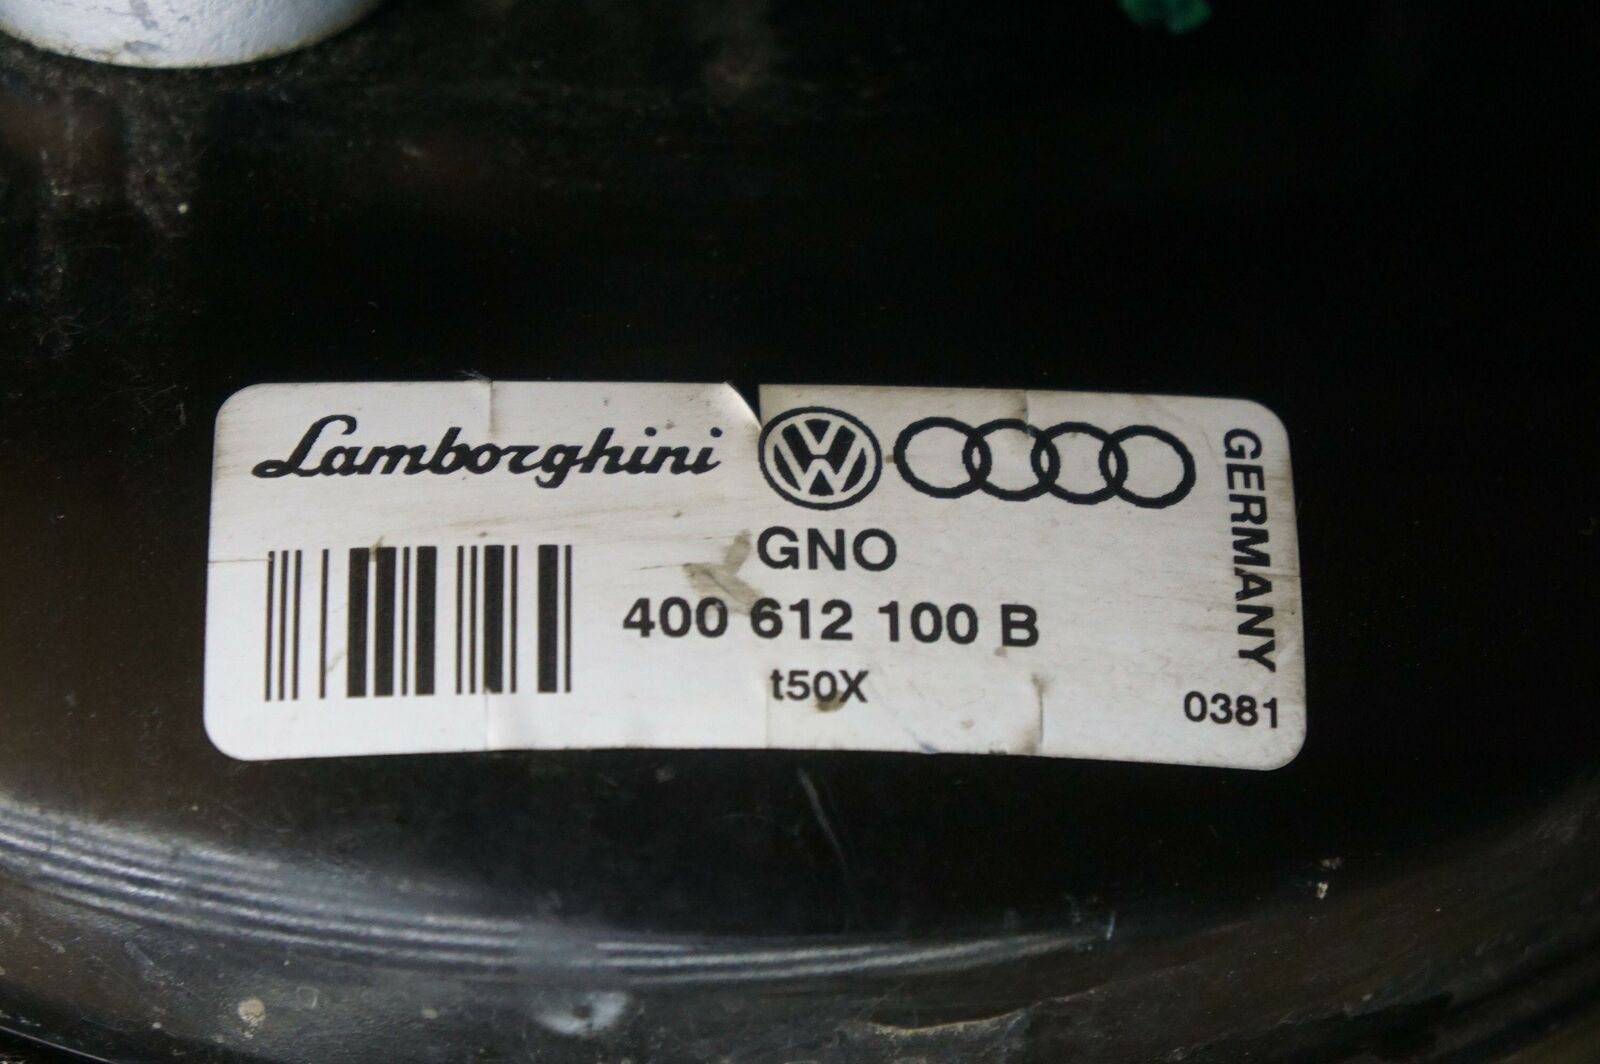 Lamborghini
GNO
400 612 100 B
t50X
GERMANY
0381